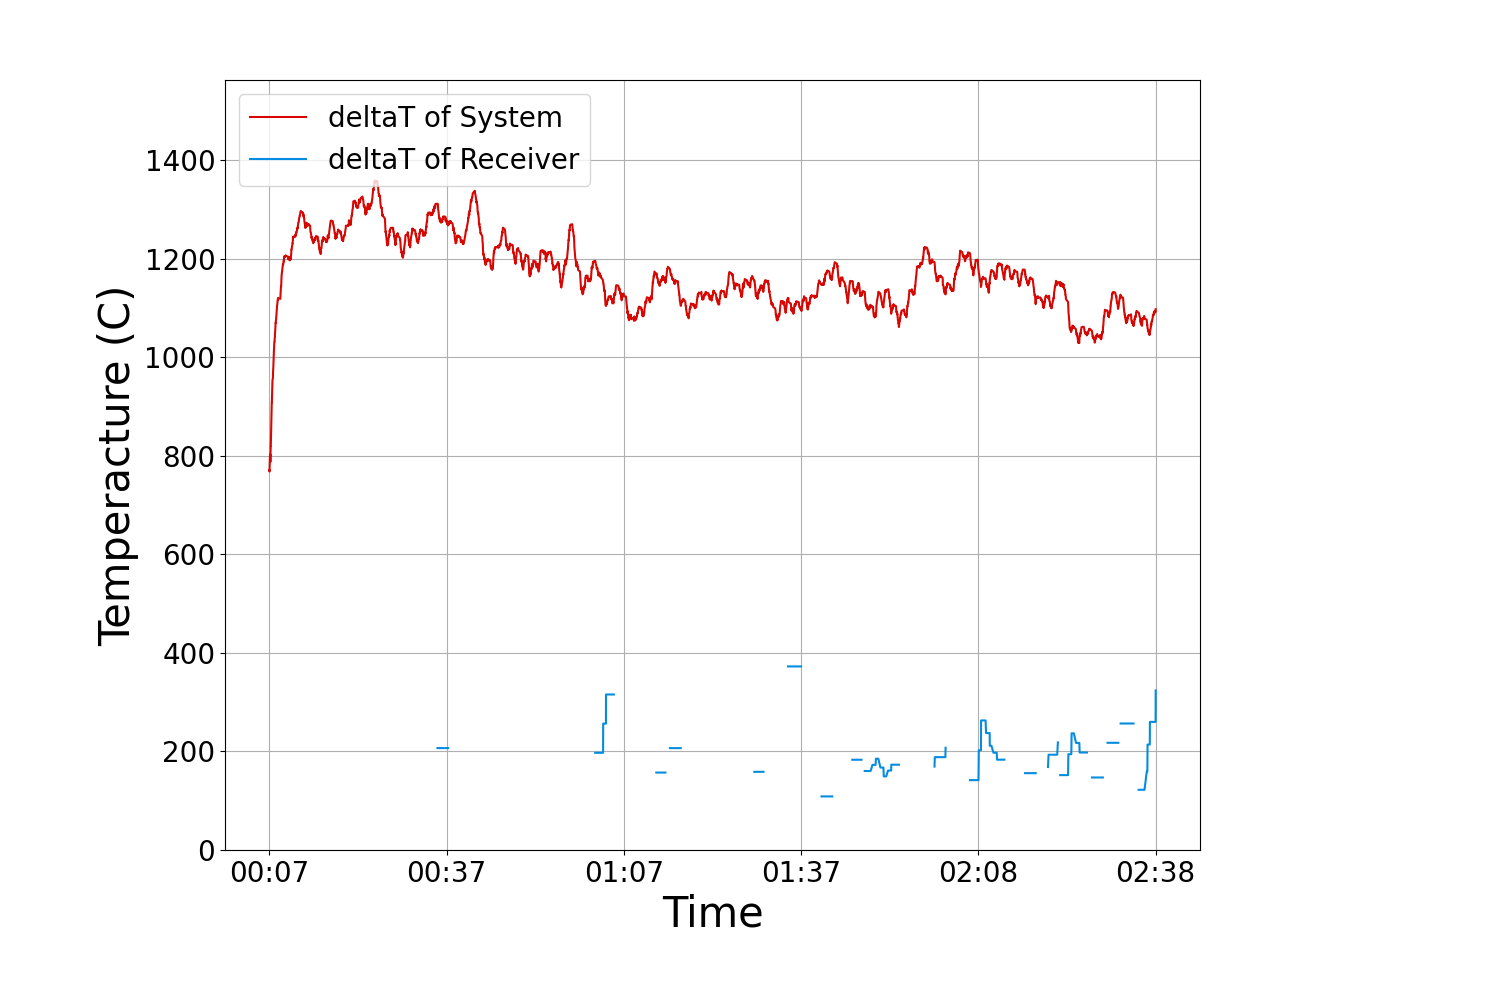 deltaT of System
deltaT of Receiver
1400
1200
1000
800
600
400
200
0
Temperacture (C)
00:07 00:37 01:07 01:37 02:08 02:38
Time